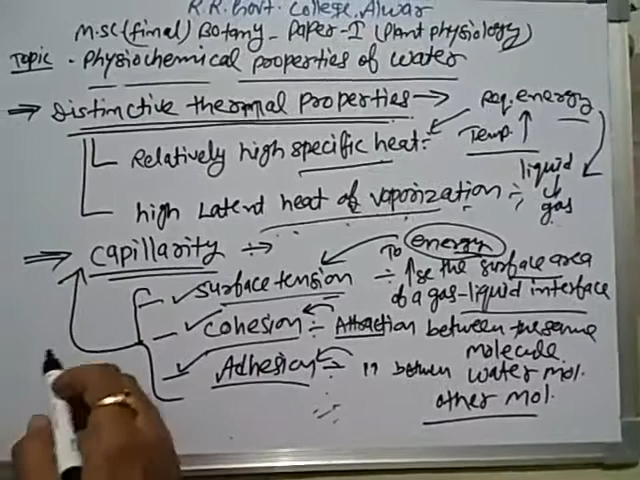 R.R. Govt. College, Alwar
M.Sc (final) Botany - Paper-I (Plant physiology)
Topic - Physiochemical properties of water
Distinctive thermal properties → Req. energy
Temp. ↑
Relatively high specific heat:-
liquid
↓
gas
high Latent heat of vaporization ÷
Capillarity ÷
To energy
Surface tension ÷ ↑se the surface area
of a gas-liquid interface
Cohesion ÷ Attraction between the same
molecule.
Adhesion ÷ 11 between water mol.
other mol.